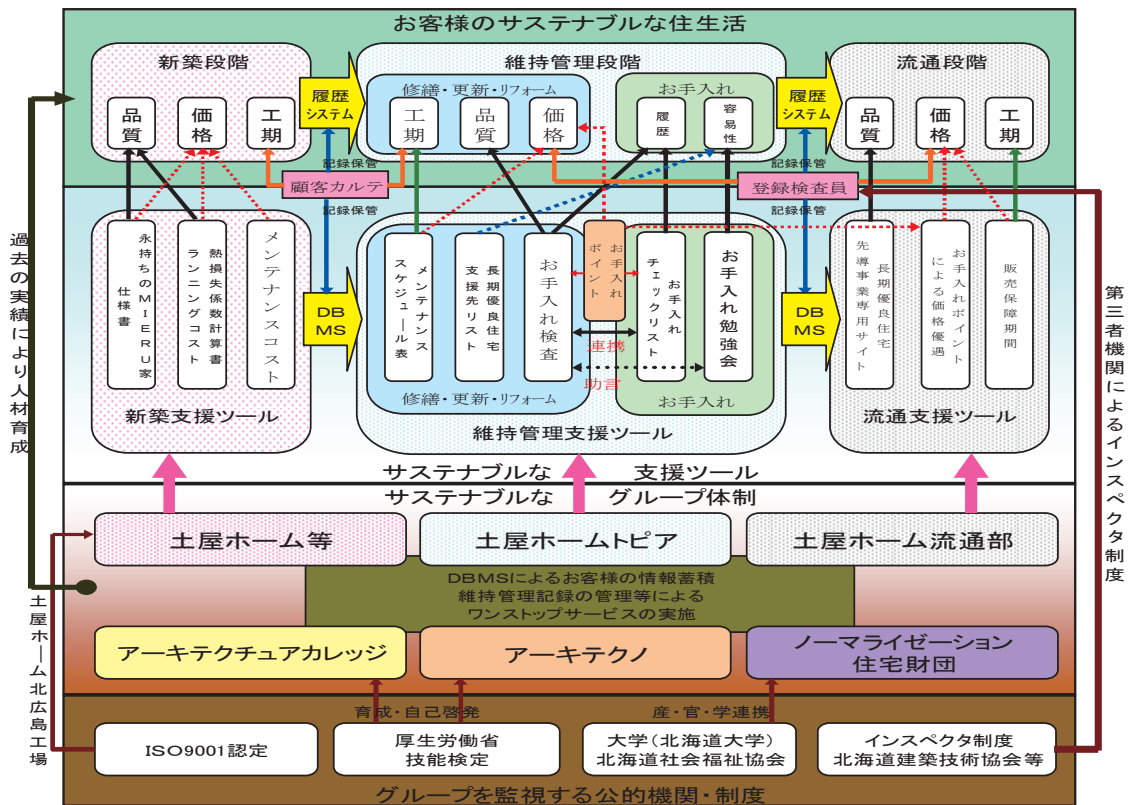 お客様のサステナブルな住生活
新築段階
維持管理段階
流通段階
修繕・更新・リフォーム
お手入れ
履歴
システム
履歴
システム
品質
価格
工期
工期
品質
価格
履歴
容易性
品質
価格
工期
記録保管
記録保管
顧客カルテ
登録検査員
記録保管
記録保管
永持ちのMIERU家
仕様書
熱損失係数計算書
ランニングコスト
メンテナンスコスト
DB
MS
メンテナンス
スケジュール表
長期優良住宅
支援先リスト
お手入れ検査
お手入れ
ポイント
お手入れ
チェックリスト
お手入れ勉強会
連携
助言
DB
MS
長期優良住宅
先導事業専用サイト
お手入れポイント
による価格優遇
販売保障期間
修繕・更新・リフォーム
お手入れ
新築支援ツール
維持管理支援ツール
流通支援ツール
サステナブルな 支援ツール
サステナブルな グループ体制
土屋ホーム等
土屋ホームトピア
土屋ホーム流通部
DBMSによるお客様の情報蓄積
維持管理記録の管理等による
ワンストップサービスの実施
アーキテクチュアカレッジ
アーキテクノ
ノーマライゼーション
住宅財団
育成・自己啓発
産・官・学連携
ISO9001認定
厚生労働省
技能検定
大学(北海道大学)
北海道社会福祉協会
インスペクタ制度
北海道建築技術協会等
グループを監視する公的機関・制度
過去の実績により人材育成
土屋ホーム北広島工場
第三者機関によるインスペクタ制度